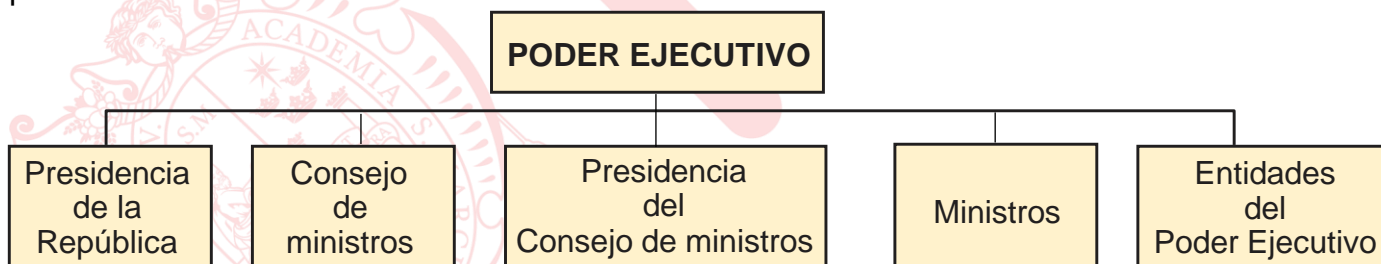 PODER EJECUTIVO
Presidencia
de la
República
Consejo
de
ministros
Presidencia
del
Consejo de ministros
Ministros
Entidades
del
Poder Ejecutivo
ACADEMIA
S.M